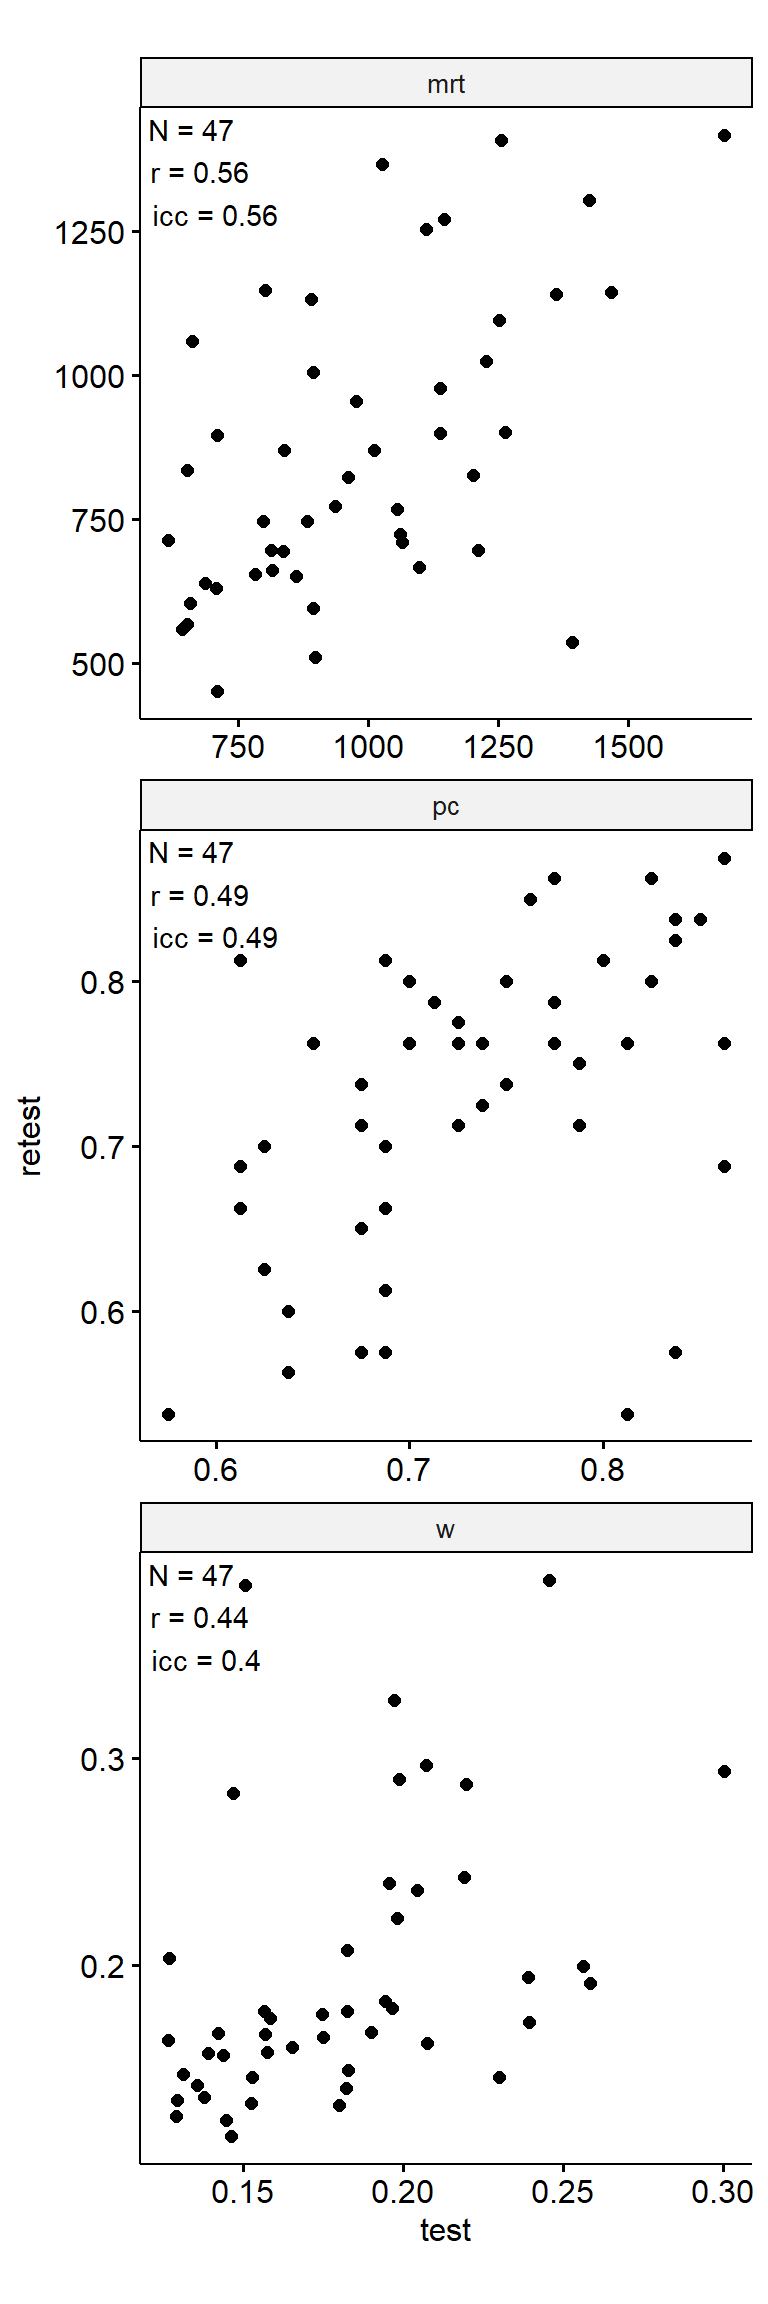 mrt
N = 47
r = 0.56
icc = 0.56
1250
1000
750
500
750 1000 1250 1500
pc
N = 47
r = 0.49
icc = 0.49
0.8
0.7
0.6
0.6 0.7 0.8
retest
w
N = 47
r = 0.44
icc = 0.4
0.3
0.2
0.15 0.20 0.25 0.30
test